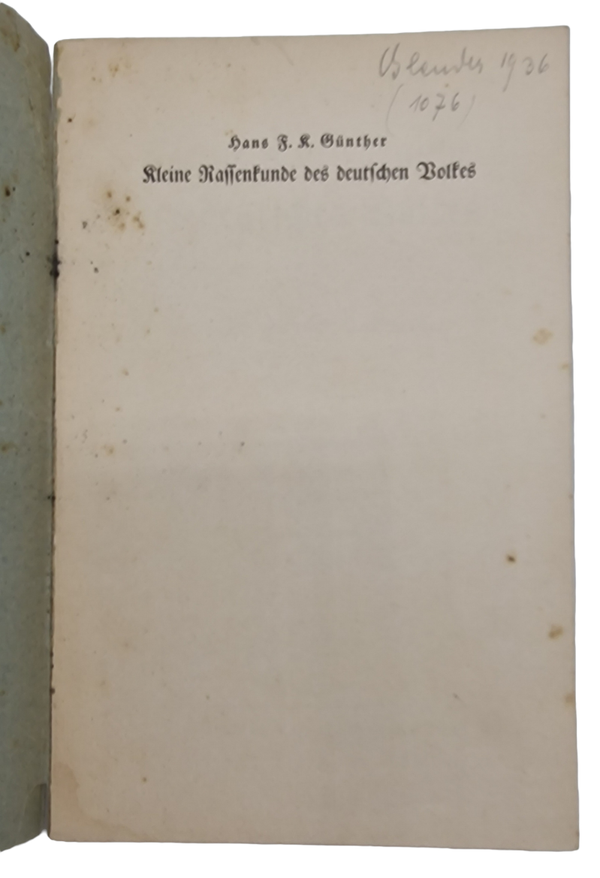 1936
(1076)
Hans F. K. Günther
Kleine Rassenkunde des deutschen Volkes